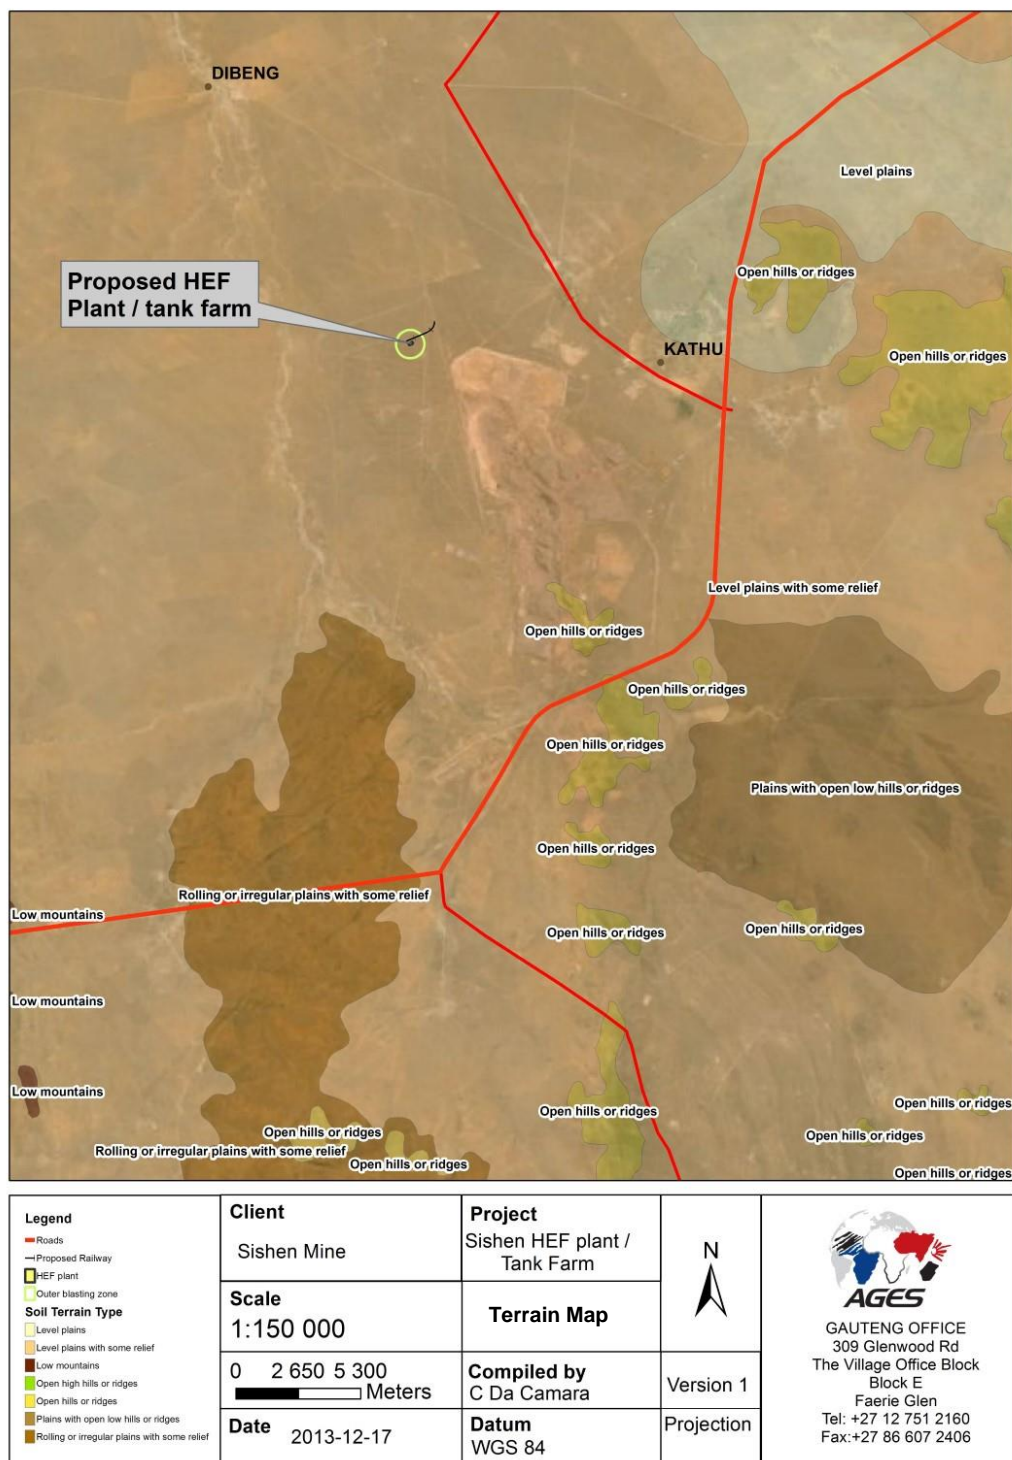 DIBENG
Level plains
Open hills or ridges
Proposed HEF
Plant / tank farm
KATHU
Open hills or ridges
Level plains with some relief
Open hills or ridges
Open hills or ridges
Open hills or ridges
Plains with open low hills or ridges
Open hills or ridges
Rolling or irregular plains with some relief
Low mountains
Open hills or ridges
Open hills or ridges
Low mountains
Low mountains
Open hills or ridges
Open hills or ridges
Open hills or ridges
Open hills or ridges
Rolling or irregular plains with some relief
Open hills or ridges
Open hills or ridges
Legend
Roads
Proposed Railway
HEF plant
Outer blasting zone
Soil Terrain Type
Level plains
Level plains with some relief
Low mountains
Open high hills or ridges
Open hills or ridges
Plains with open low hills or ridges
Rolling or irregular plains with some relief
Client
Sishen Mine
Scale
1:150 000
0 2 650 5 300
Meters
Date 2013-12-17
Project
Sishen HEF plant /
Tank Farm
Terrain Map
Compiled by
C Da Camara
Datum
WGS 84
N
Version 1
Projection
AGES
GAUTENG OFFICE
309 Glenwood Rd
The Village Office Block
Block E
Faerie Glen
Tel: +27 12 751 2160
Fax:+27 86 607 2406